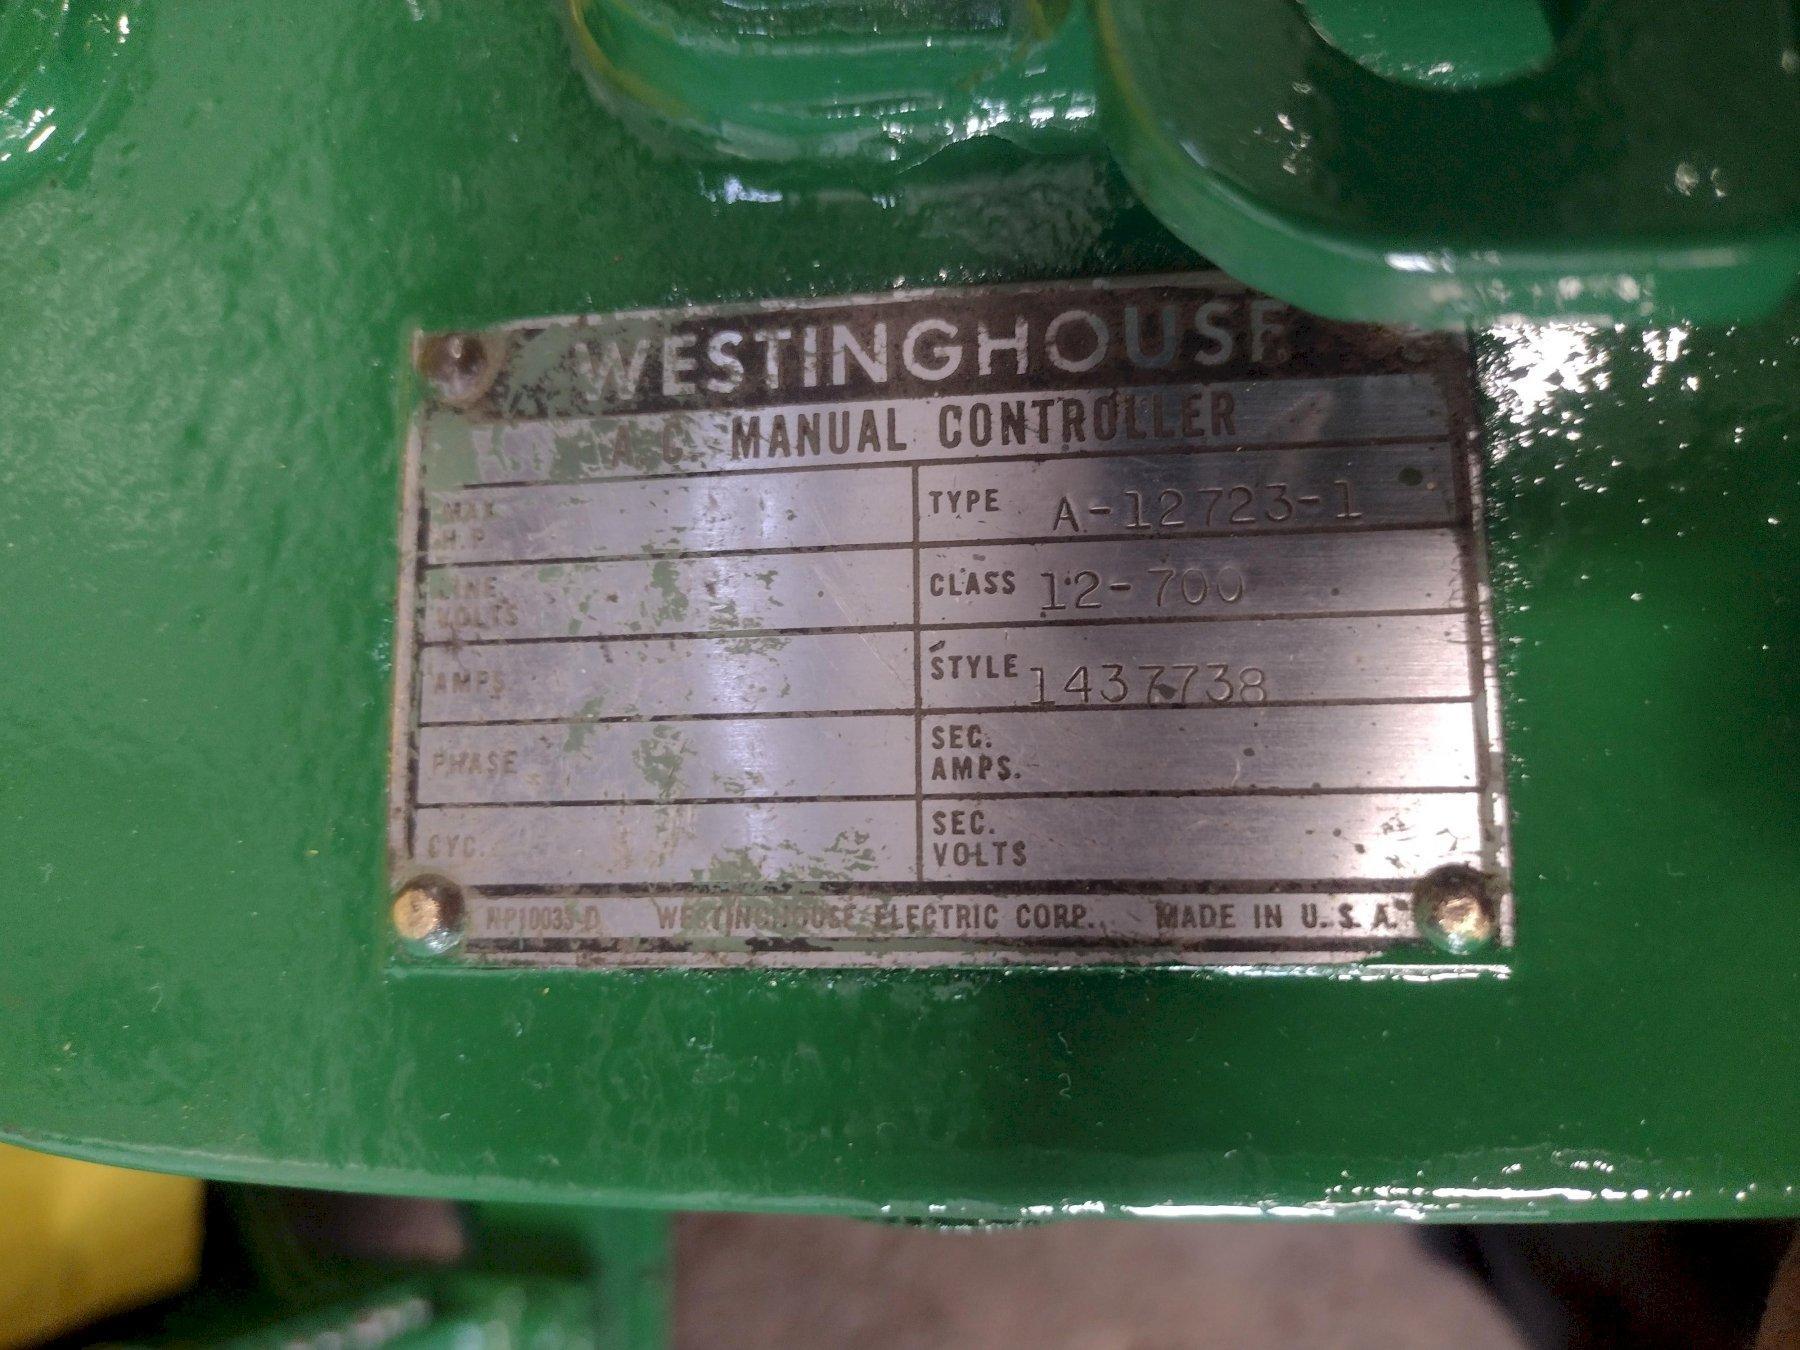 WESTINGHOUSE
A. C. MANUAL CONTROLLER
MAX.
H.P.
TYPE A-12723-1
LINE
VOLTS
CLASS 12-700
AMPS.
STYLE 1437738
PHASE
SEC.
AMPS.
CYC.
SEC.
VOLTS
NP10033-D WESTINGHOUSE ELECTRIC CORP. MADE IN U.S.A.